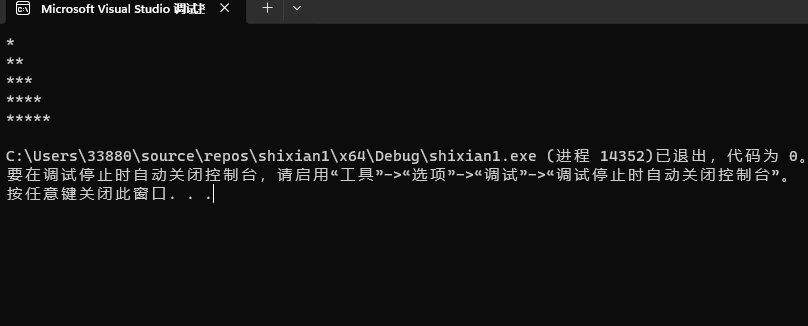 Microsoft Visual Studio 调试控
*
**
***
****
*****
C:\Users\33880\source\repos\shixian1\x64\Debug\shixian1.exe (进程 14352)已退出，代码为 0。
要在调试停止时自动关闭控制台，请启用“工具”->“选项”->“调试”->“调试停止时自动关闭控制台”。
按任意键关闭此窗口. . .